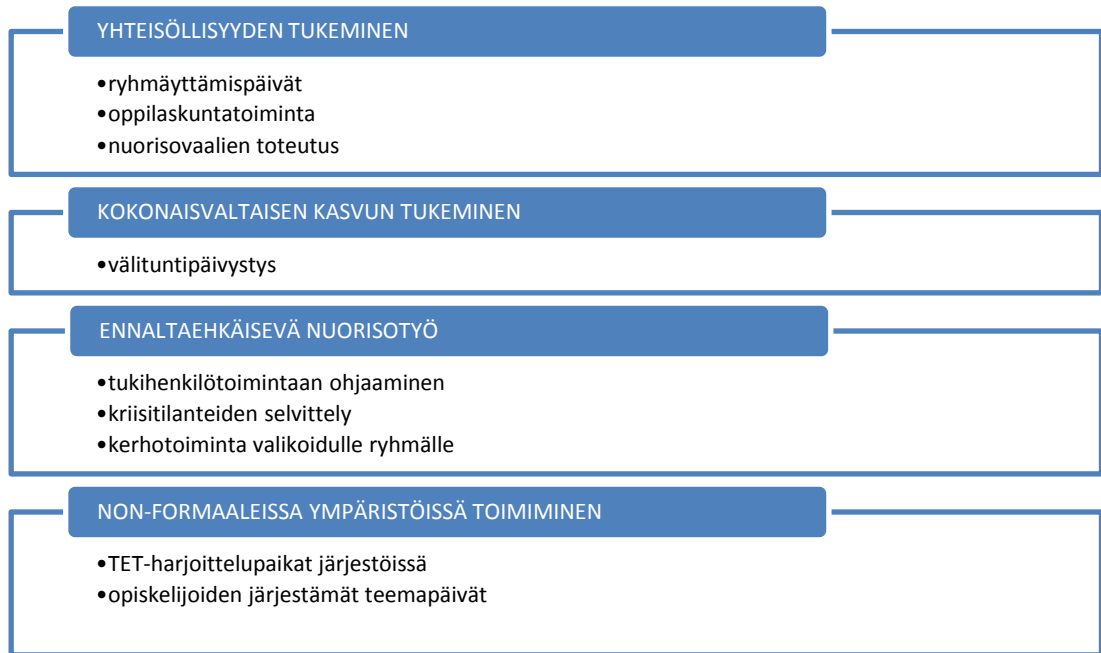 YHTEISÖLLISYYDEN TUKEMINEN
•ryhmäyttämispäivät
•oppilaskuntatoiminta
•nuorisovaalien toteutus
KOKONAISVALTAISEN KASVUN TUKEMINEN
•välituntipäivystys
ENNALTAEHKÄISEVÄ NUORISOTYÖ
•tukihenkilötoimintaan ohjaaminen
•kriisitilanteiden selvittely
•kerhotoiminta valikoidulle ryhmälle
NON-FORMAALEISSA YMPÄRISTÖISSÄ TOIMIMINEN
•TET-harjoittelupaikat järjestöissä
•opiskelijoiden järjestämät teemapäivät